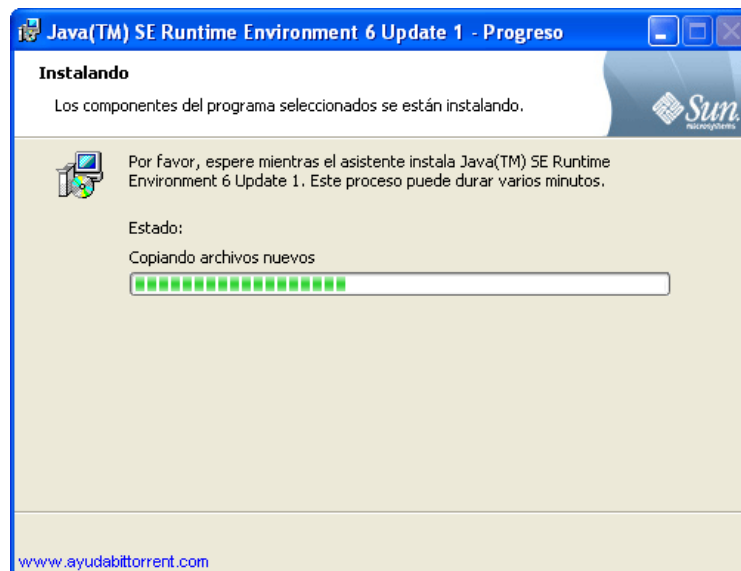 Java(TM) SE Runtime Environment 6 Update 1 - Progreso
Instalando
Los componentes del programa seleccionados se están instalando.
Sun
microsystems
Por favor, espere mientras el asistente instala Java(TM) SE Runtime
Environment 6 Update 1. Este proceso puede durar varios minutos.
Estado:
Copiando archivos nuevos
www.ayudabittorrent.com